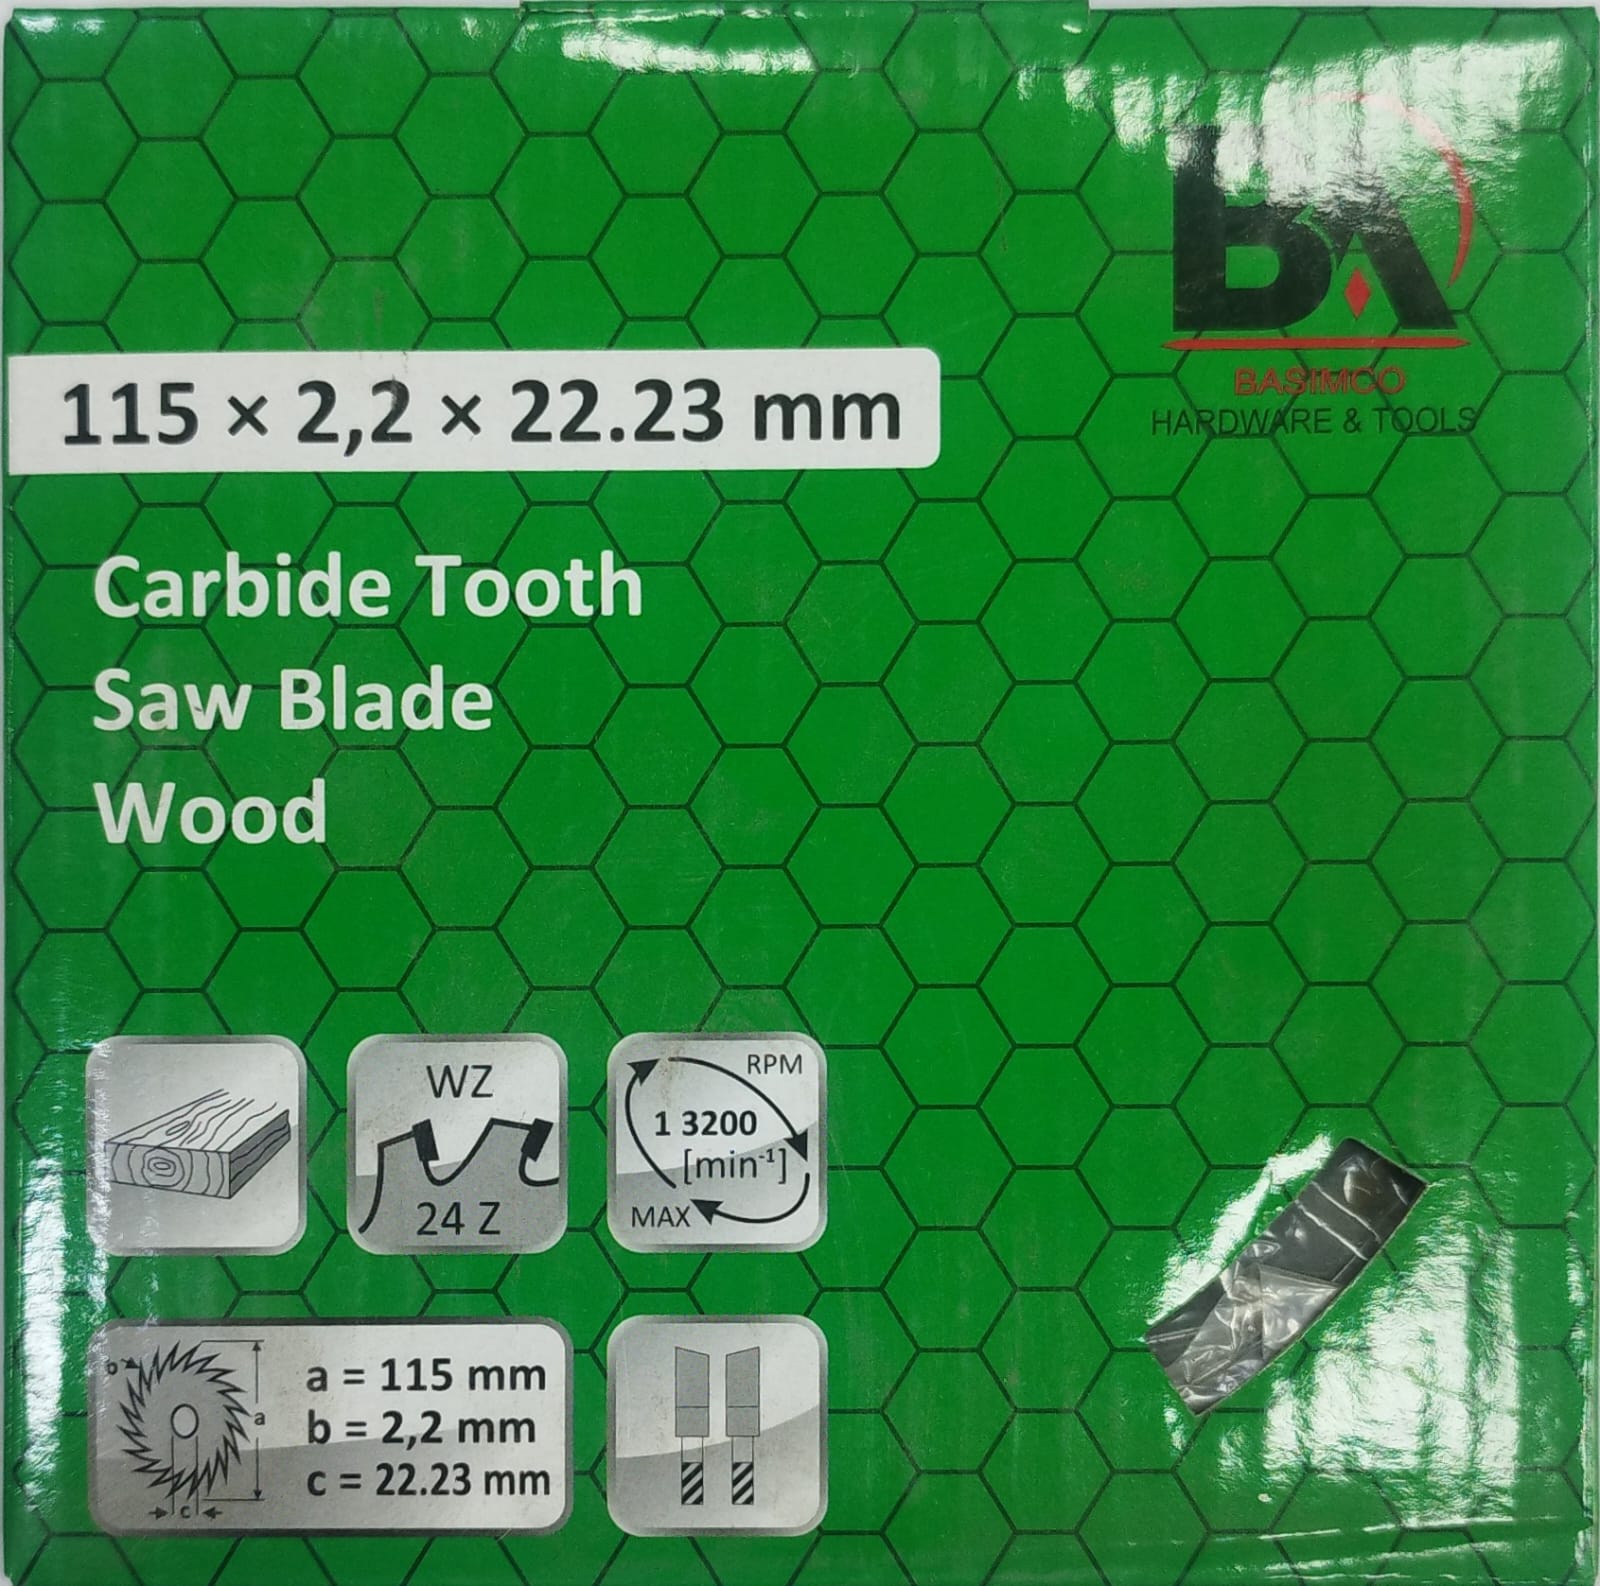 BA
BASIMCO
HARDWARE & TOOLS
115 × 2,2 × 22.23 mm
Carbide Tooth
Saw Blade
Wood
WZ
24 Z
RPM
1 3200
[min-1]
MAX
b
a
c
a = 115 mm
b = 2,2 mm
c = 22.23 mm